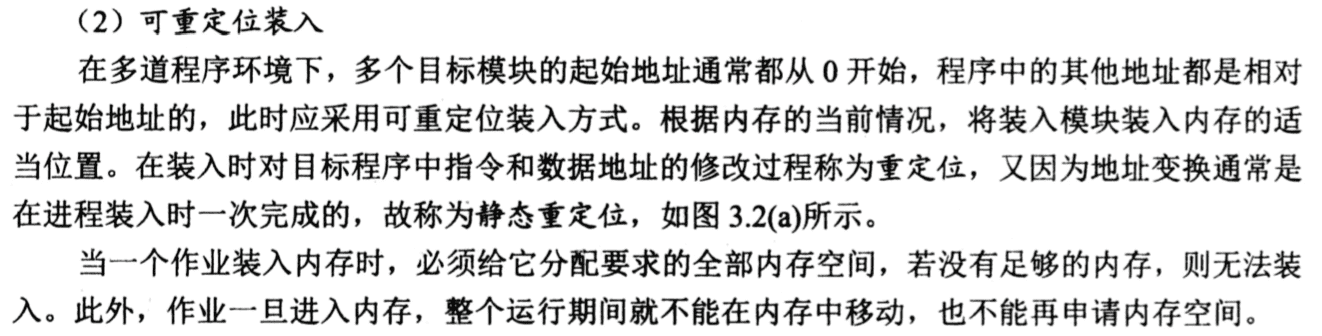 （2）可重定位装入
在多道程序环境下，多个目标模块的起始地址通常都从 0 开始，程序中的其他地址都是相对
于起始地址的，此时应采用可重定位装入方式。根据内存的当前情况，将装入模块装入内存的适
当位置。在装入时对目标程序中指令和数据地址的修改过程称为重定位，又因为地址变换通常是
在进程装入时一次完成的，故称为静态重定位，如图 3.2(a)所示。
当一个作业装入内存时，必须给它分配要求的全部内存空间，若没有足够的内存，则无法装
入。此外，作业一旦进入内存，整个运行期间就不能在内存中移动，也不能再申请内存空间。